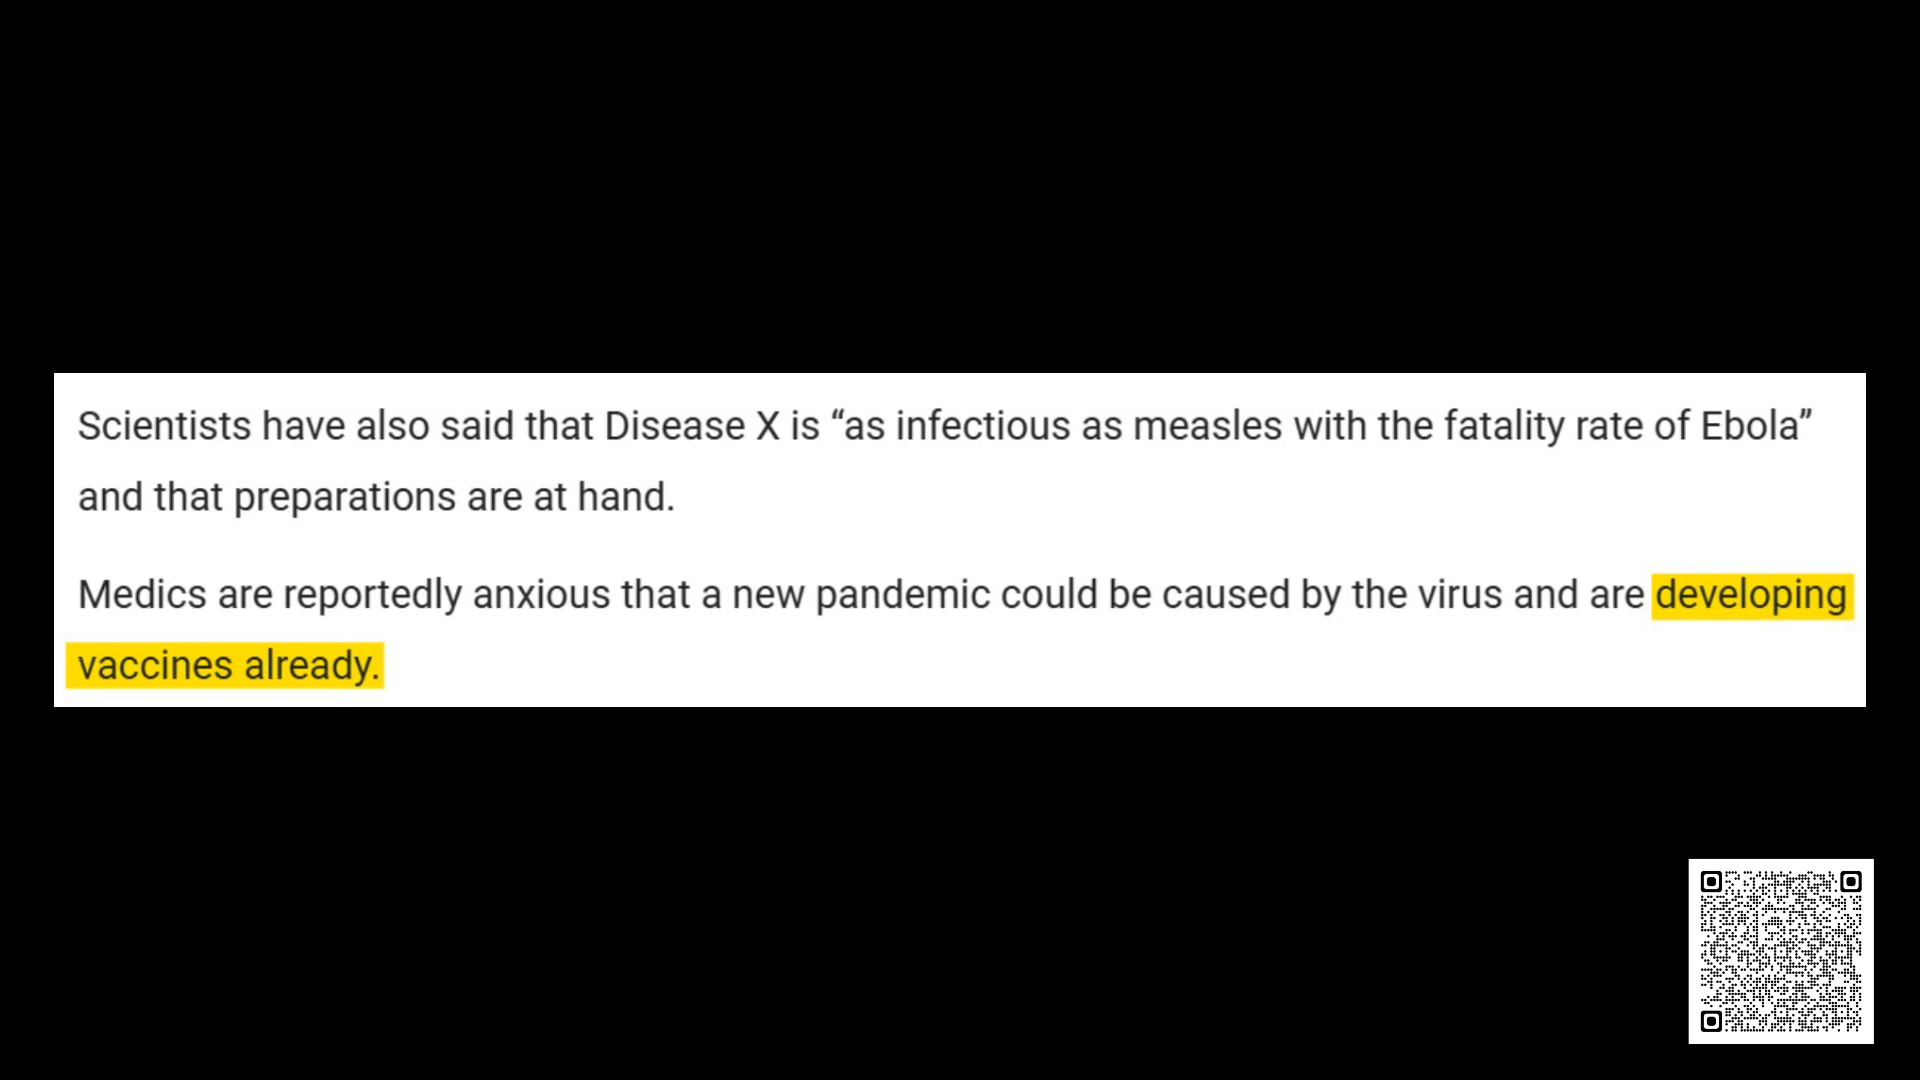 Scientists have also said that Disease X is “as infectious as measles with the fatality rate of Ebola”
and that preparations are at hand.
Medics are reportedly anxious that a new pandemic could be caused by the virus and are developing
vaccines already.